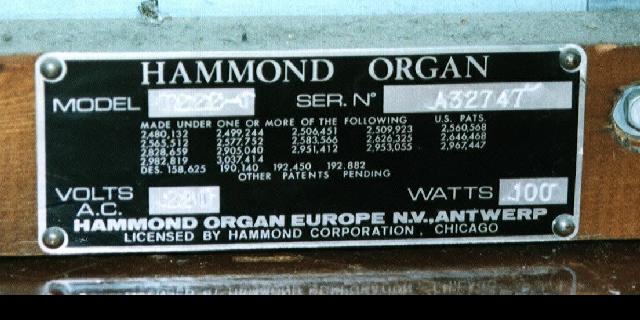 HAMMOND ORGAN
MODEL SER. Nº A32747
MADE UNDER ONE OR MORE OF THE FOLLOWING U.S. PATS.
2,480,132 2,499,244 2,506,451 2,509,923 2,560,568
2,565,512 2,577,752 2,583,566 2,626,325 2,646,468
2,828,659 2,905,040 2,951,412 2,953,055 2,967,447
2,982,819 3,037,414
DES. 158,625 190,140 192,450 192,882
OTHER PATENTS PENDING
VOLTS A.C. WATTS 100
HAMMOND ORGAN EUROPE N.V., ANTWERP
LICENSED BY HAMMOND CORPORATION, CHICAGO